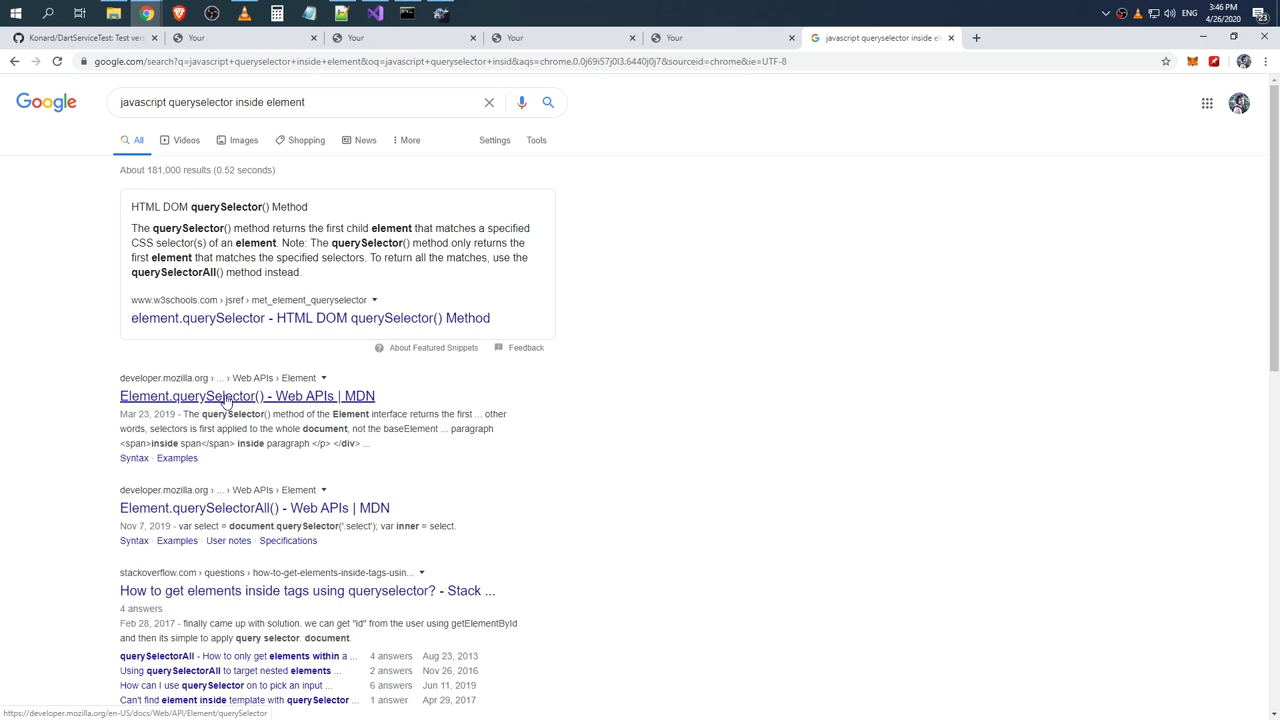 3:46 PM
ENG
4/26/2020
23
Konard/DartServiceTest: Test ver
Your
Your
Your
Your
javascript queryselector inside ele
google.com/search?q=javascript+queryselector+inside+element&oq=javascript+queryselector+insid&aqs=chrome.0.0j69i57j0l3.6440j0j7&sourceid=chrome&ie=UTF-8
Google
javascript queryselector inside element
All
Videos
Images
Shopping
News
More
Settings
Tools
About 181,000 results (0.52 seconds)
HTML DOM querySelector() Method
The querySelector() method returns the first child element that matches a specified
CSS selector(s) of an element. Note: The querySelector() method only returns the
first element that matches the specified selectors. To return all the matches, use the
querySelectorAll() method instead.
www.w3schools.com › jsref › met_element_queryselector
element.querySelector - HTML DOM querySelector() Method
About Featured Snippets
Feedback
developer.mozilla.org › ... › Web APIs › Element
Element.querySelector() - Web APIs | MDN
Mar 23, 2019 - The querySelector() method of the Element interface returns the first ... other
words, selectors is first applied to the whole document, not the baseElement ... paragraph
<span>inside span</span> inside paragraph </p> </div> ...
Syntax · Examples
developer.mozilla.org › ... › Web APIs › Element
Element.querySelectorAll() - Web APIs | MDN
Nov 7, 2019 - var select = document.querySelector('.select'); var inner = select.
Syntax · Examples · User notes · Specifications
stackoverflow.com › questions › how-to-get-elements-inside-tags-usin...
How to get elements inside tags using queryselector? - Stack ...
4 answers
Feb 28, 2017 - finally came up with solution. we can get "id" from the user using getElementById
and then its simple to apply query selector. document.
querySelectorAll - How to only get elements within a ... 4 answers Aug 23, 2013
Using querySelectorAll to target nested elements ... 2 answers Nov 26, 2016
How can I use querySelector on to pick an input ... 6 answers Jun 11, 2019
Can't find element inside template with querySelector ... 1 answer Apr 29, 2017
https://developer.mozilla.org/en-US/docs/Web/API/Element/querySelector